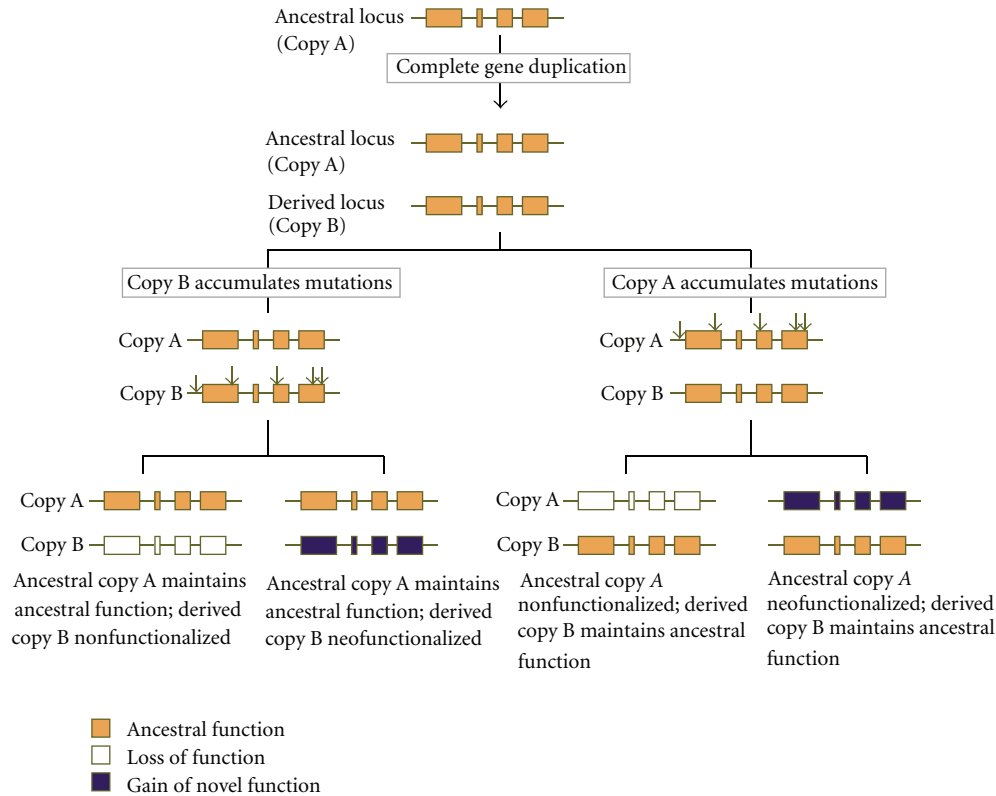 Ancestral locus
(Copy A)
Complete gene duplication
Ancestral locus
(Copy A)
Derived locus
(Copy B)
Copy B accumulates mutations
Copy A accumulates mutations
Copy A
Copy B
Copy A
Copy B
Copy A
Copy B
Ancestral copy A maintains
ancestral function; derived
copy B nonfunctionalized
Ancestral copy A maintains
ancestral function; derived
copy B neofunctionalized
Copy A
Copy B
Ancestral copy A
nonfunctionalized; derived
copy B maintains ancestral
function
Ancestral copy A
neofunctionalized; derived
copy B maintains ancestral
function
Ancestral function
Loss of function
Gain of novel function